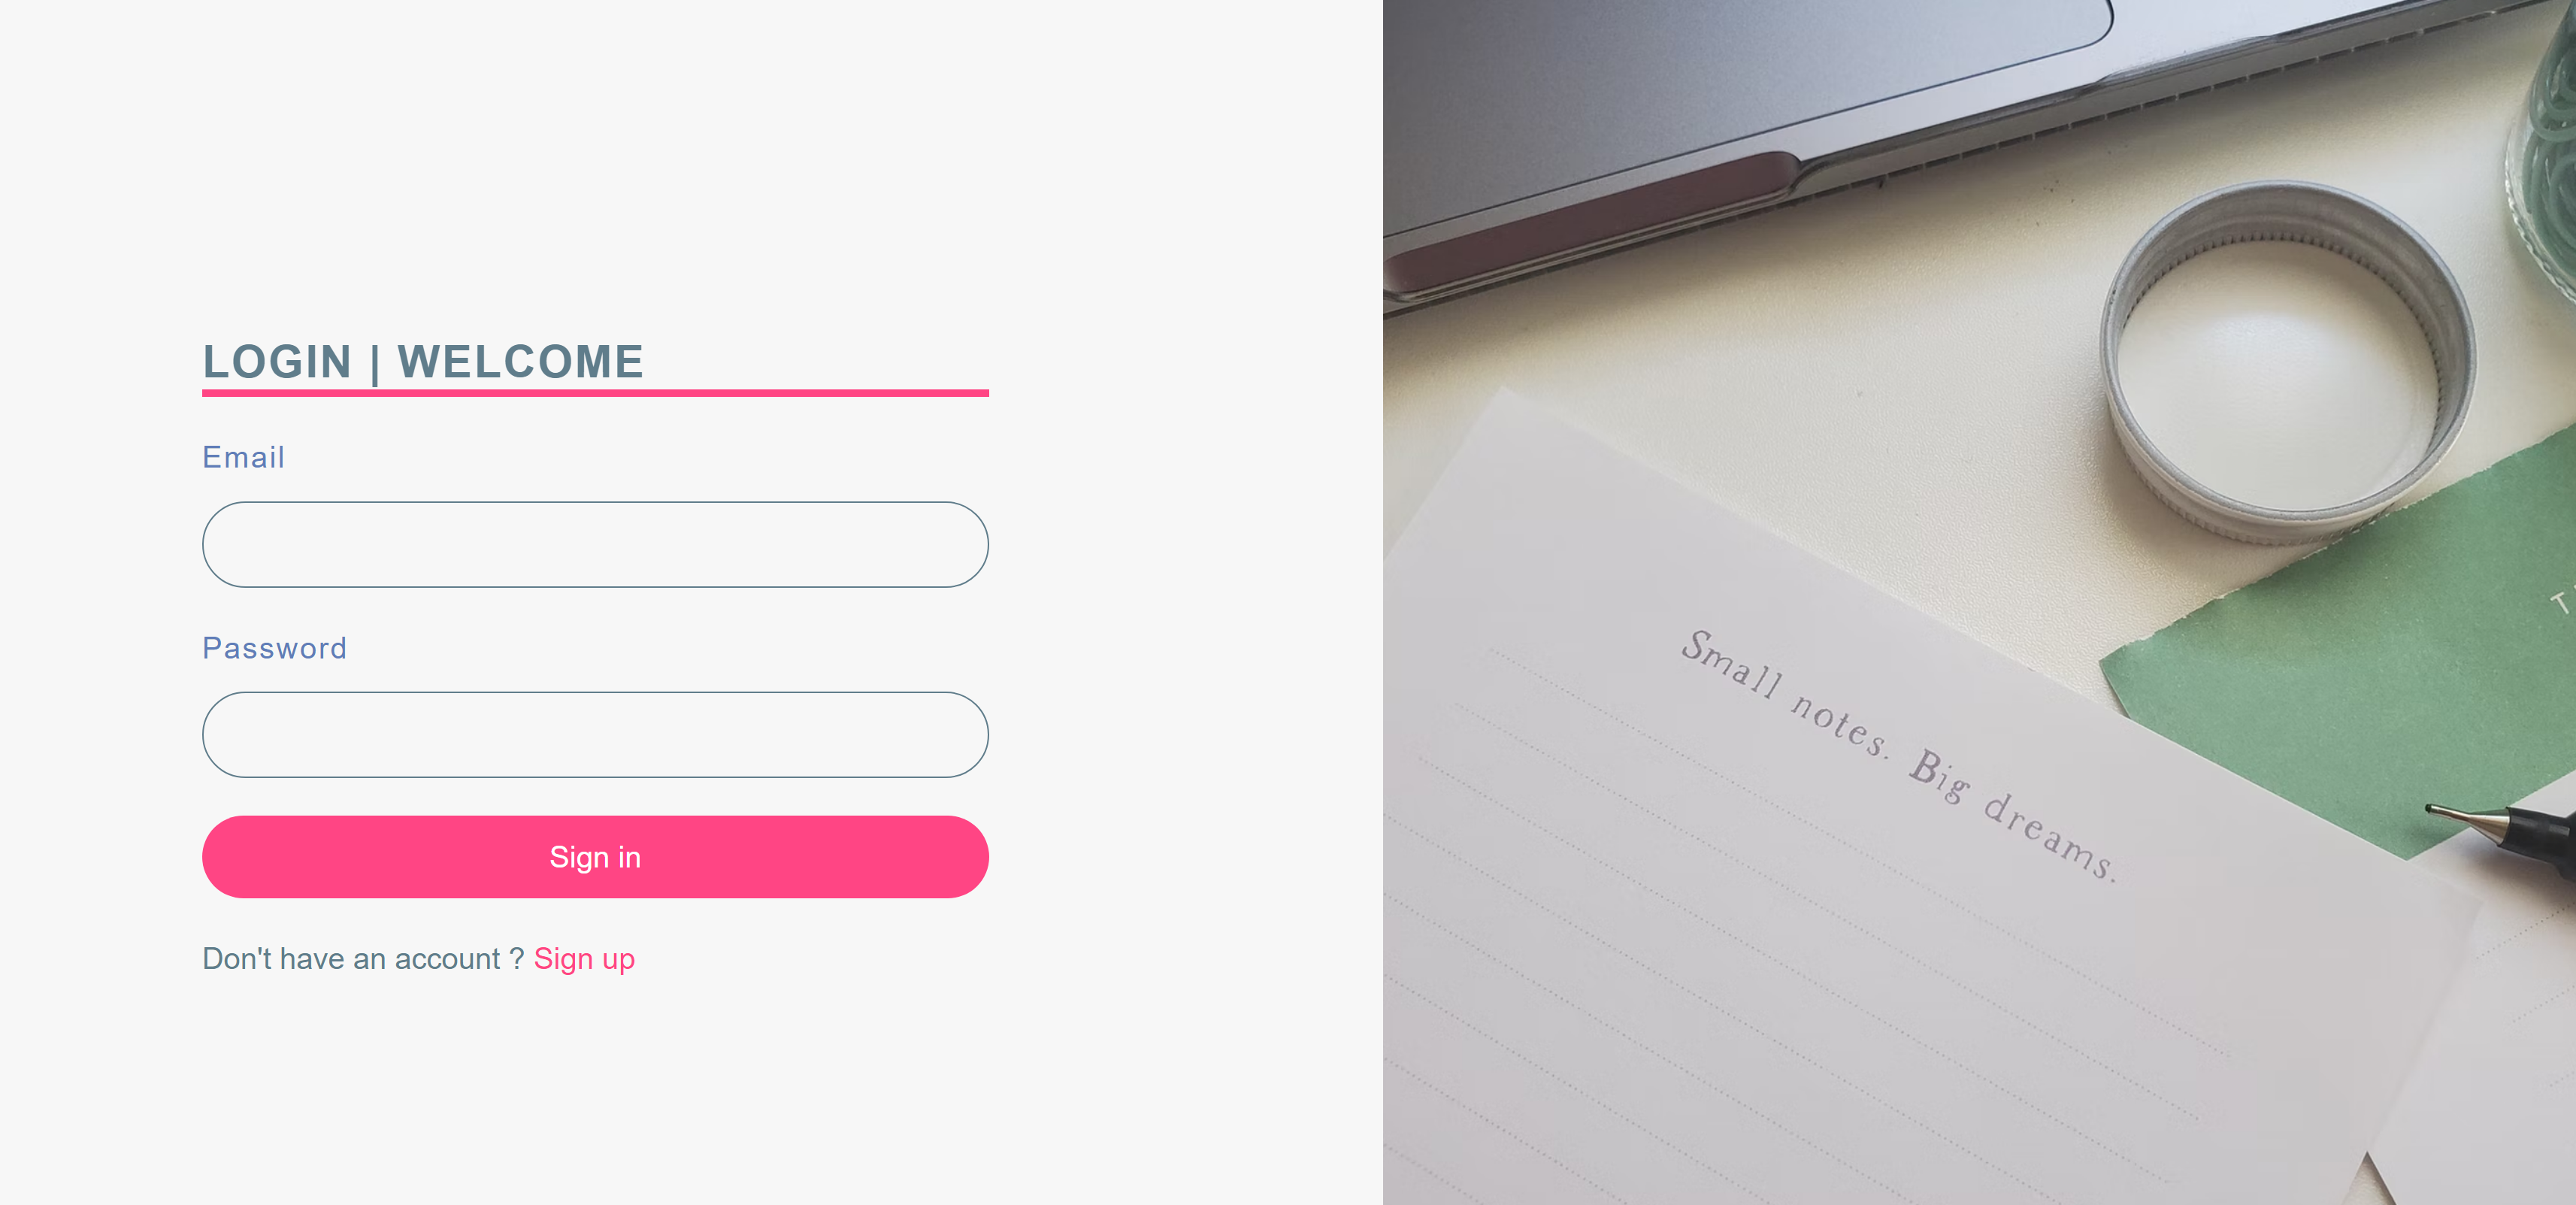 LOGIN | WELCOME
Email
Password
Sign in
Don't have an account ? Sign up
Small notes. Big dreams.
T